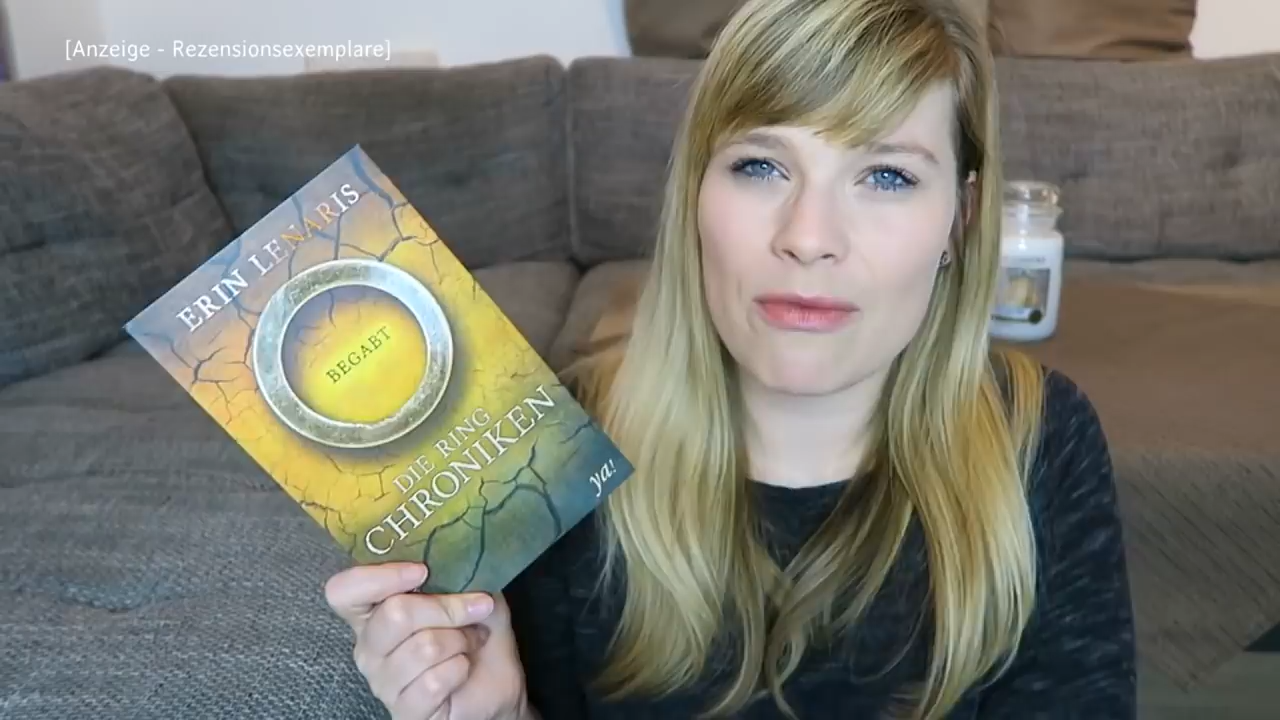 [Anzeige - Rezensionsexemplare]
ERIN LENARIS
BEGABT
DIE RING
CHRONIKEN
ya!